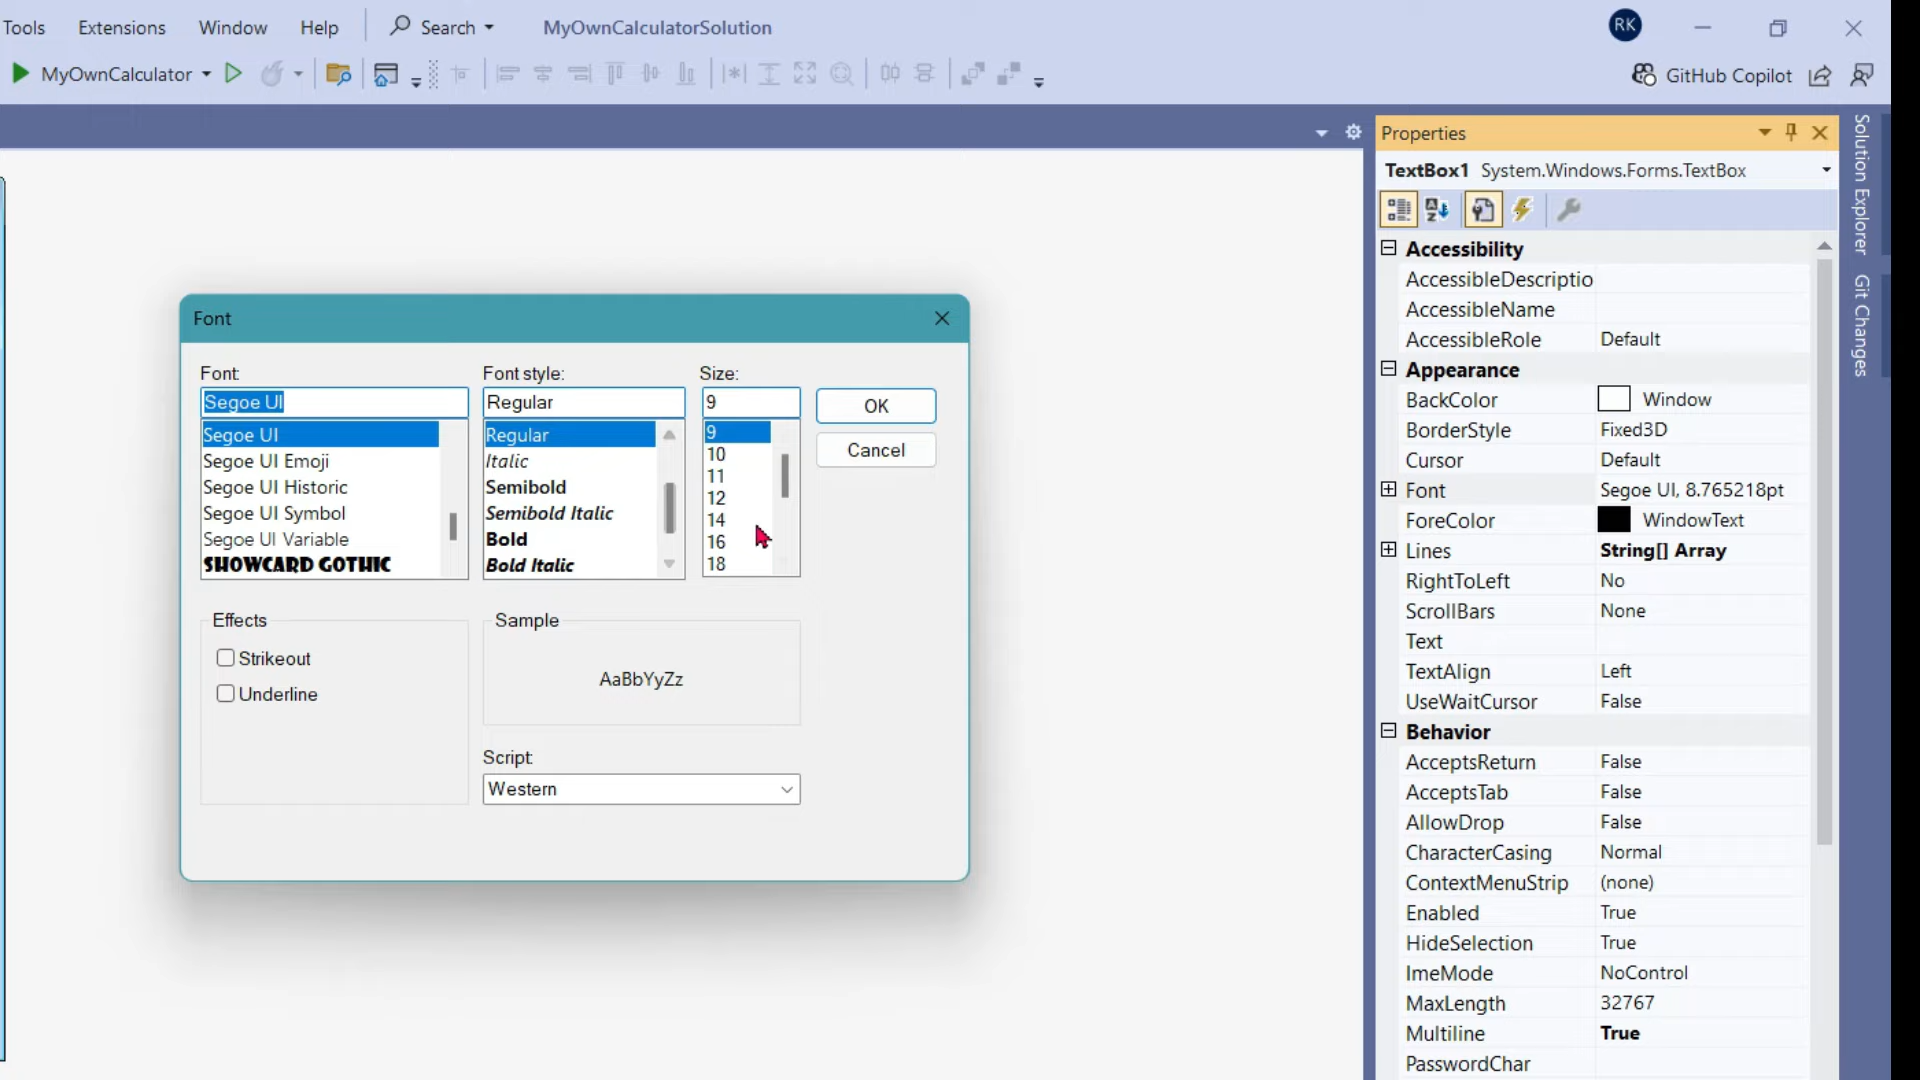 Tools Extensions Window Help Search MyOwnCalculatorSolution RK
MyOwnCalculator GitHub Copilot
Properties
TextBox1 System.Windows.Forms.TextBox
Accessibility
AccessibleDescriptio
AccessibleName
AccessibleRole Default
Appearance
BackColor Window
BorderStyle Fixed3D
Cursor Default
Font Segoe UI, 8.765218pt
ForeColor WindowText
Lines String[] Array
RightToLeft No
ScrollBars None
Text
TextAlign Left
UseWaitCursor False
Behavior
AcceptsReturn False
AcceptsTab False
AllowDrop False
CharacterCasing Normal
ContextMenuStrip (none)
Enabled True
HideSelection True
ImeMode NoControl
MaxLength 32767
Multiline True
PasswordChar
Solution Explorer
Git Changes
Font
Font: Font style: Size:
Segoe UI Regular 9
OK
Cancel
Segoe UI
Segoe UI Emoji
Segoe UI Historic
Segoe UI Symbol
Segoe UI Variable
SHOWCARD GOTHIC
Regular
Italic
Semibold
Semibold Italic
Bold
Bold Italic
9
10
11
12
14
16
18
Effects
Strikeout
Underline
Sample
AaBbYyZz
Script:
Western